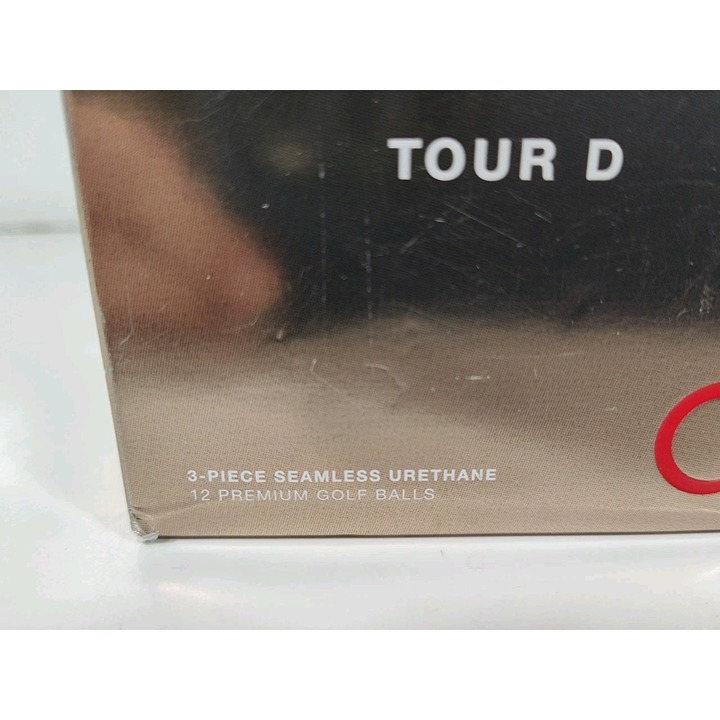 TOUR D
3-PIECE SEAMLESS URETHANE
12 PREMIUM GOLF BALLS